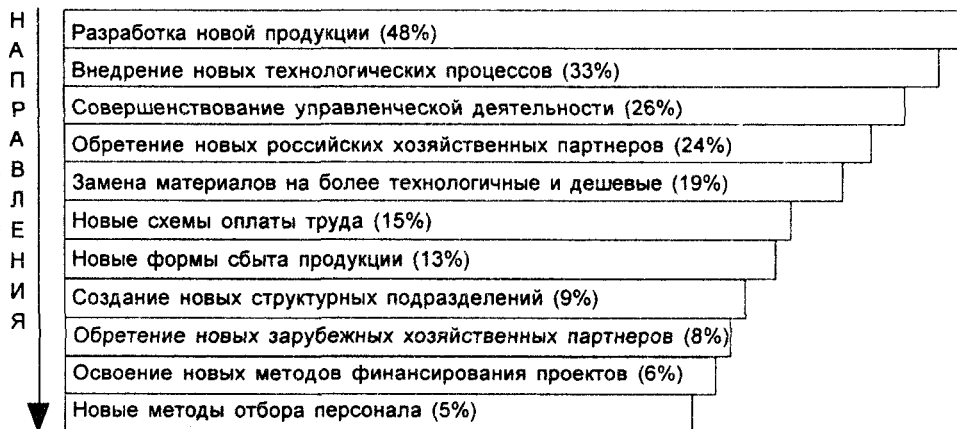 НАПРАВЛЕНИЯ
Разработка новой продукции (48%)
Внедрение новых технологических процессов (33%)
Совершенствование управленческой деятельности (26%)
Обретение новых российских хозяйственных партнеров (24%)
Замена материалов на более технологичные и дешевые (19%)
Новые схемы оплаты труда (15%)
Новые формы сбыта продукции (13%)
Создание новых структурных подразделений (9%)
Обретение новых зарубежных хозяйственных партнеров (8%)
Освоение новых методов финансирования проектов (6%)
Новые методы отбора персонала (5%)